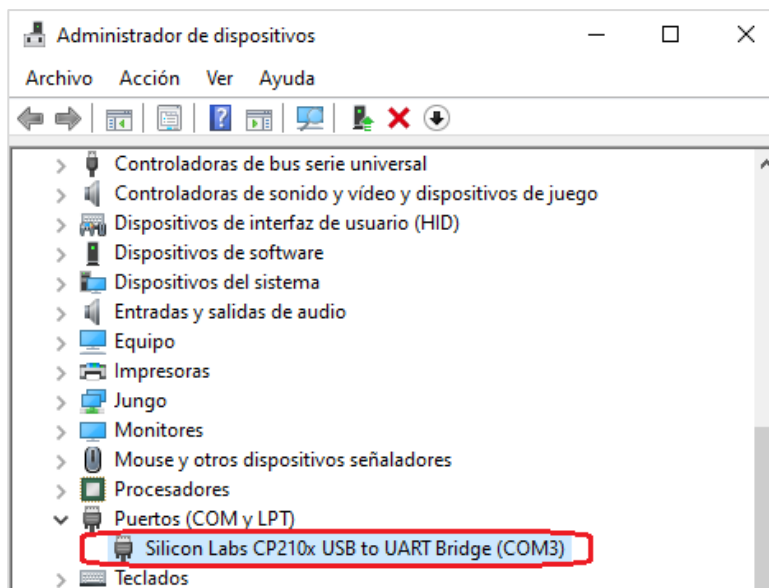 Administrador de dispositivos
Archivo Acción Ver Ayuda
Controladoras de bus serie universal
Controladoras de sonido y vídeo y dispositivos de juego
Dispositivos de interfaz de usuario (HID)
Dispositivos de software
Dispositivos del sistema
Entradas y salidas de audio
Equipo
Impresoras
Jungo
Monitores
Mouse y otros dispositivos señaladores
Procesadores
Puertos (COM y LPT)
Silicon Labs CP210x USB to UART Bridge (COM3)
Teclados